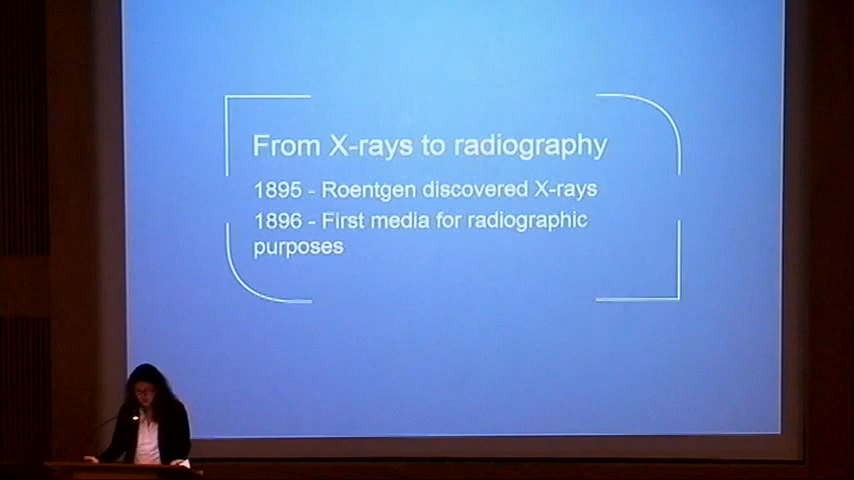 From X-rays to radiography
1895 - Roentgen discovered X-rays
1896 - First media for radiographic
purposes